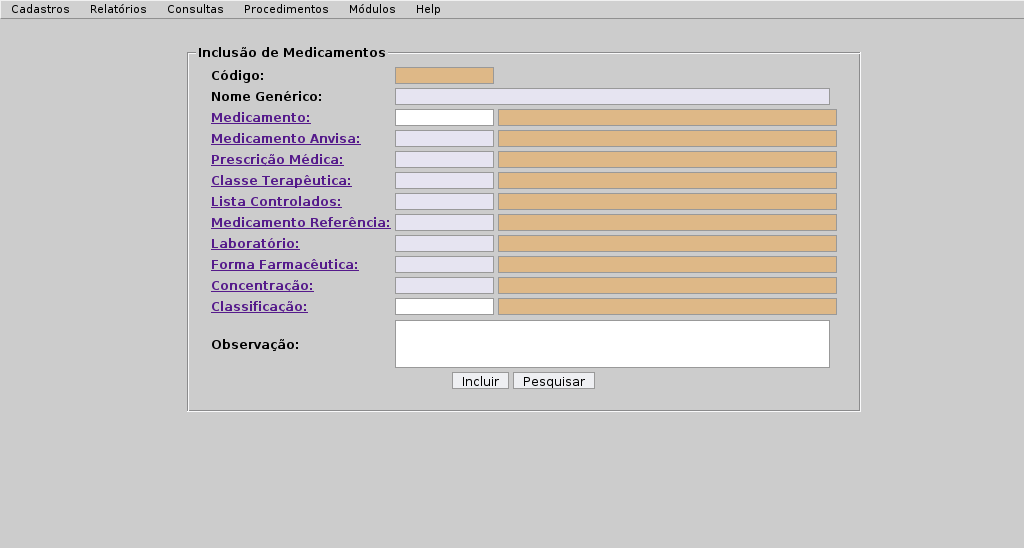 Cadastros Relatórios Consultas Procedimentos Módulos Help
Inclusão de Medicamentos
Código:
Nome Genérico:
Medicamento:
Medicamento Anvisa:
Prescrição Médica:
Classe Terapêutica:
Lista Controlados:
Medicamento Referência:
Laboratório:
Forma Farmacêutica:
Concentração:
Classificação:
Observação:
Incluir Pesquisar